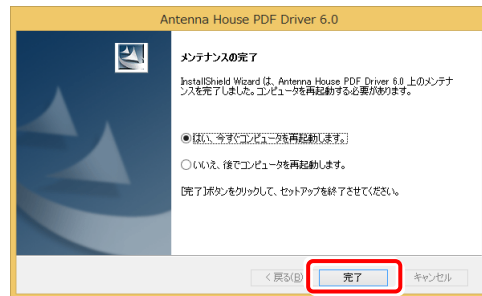 Antenna House PDF Driver 6.0
メンテナンスの完了
InstallShield Wizard は、Antenna House PDF Driver 6.0 上のメンテナ
ンスを完了しました。コンピュータを再起動する必要があります。
はい、今すぐコンピュータを再起動します。
いいえ、後でコンピュータを再起動します。
[完了]ボタンをクリックして、セットアップを終了させてください。
< 戻る(B)
完了
キャンセル